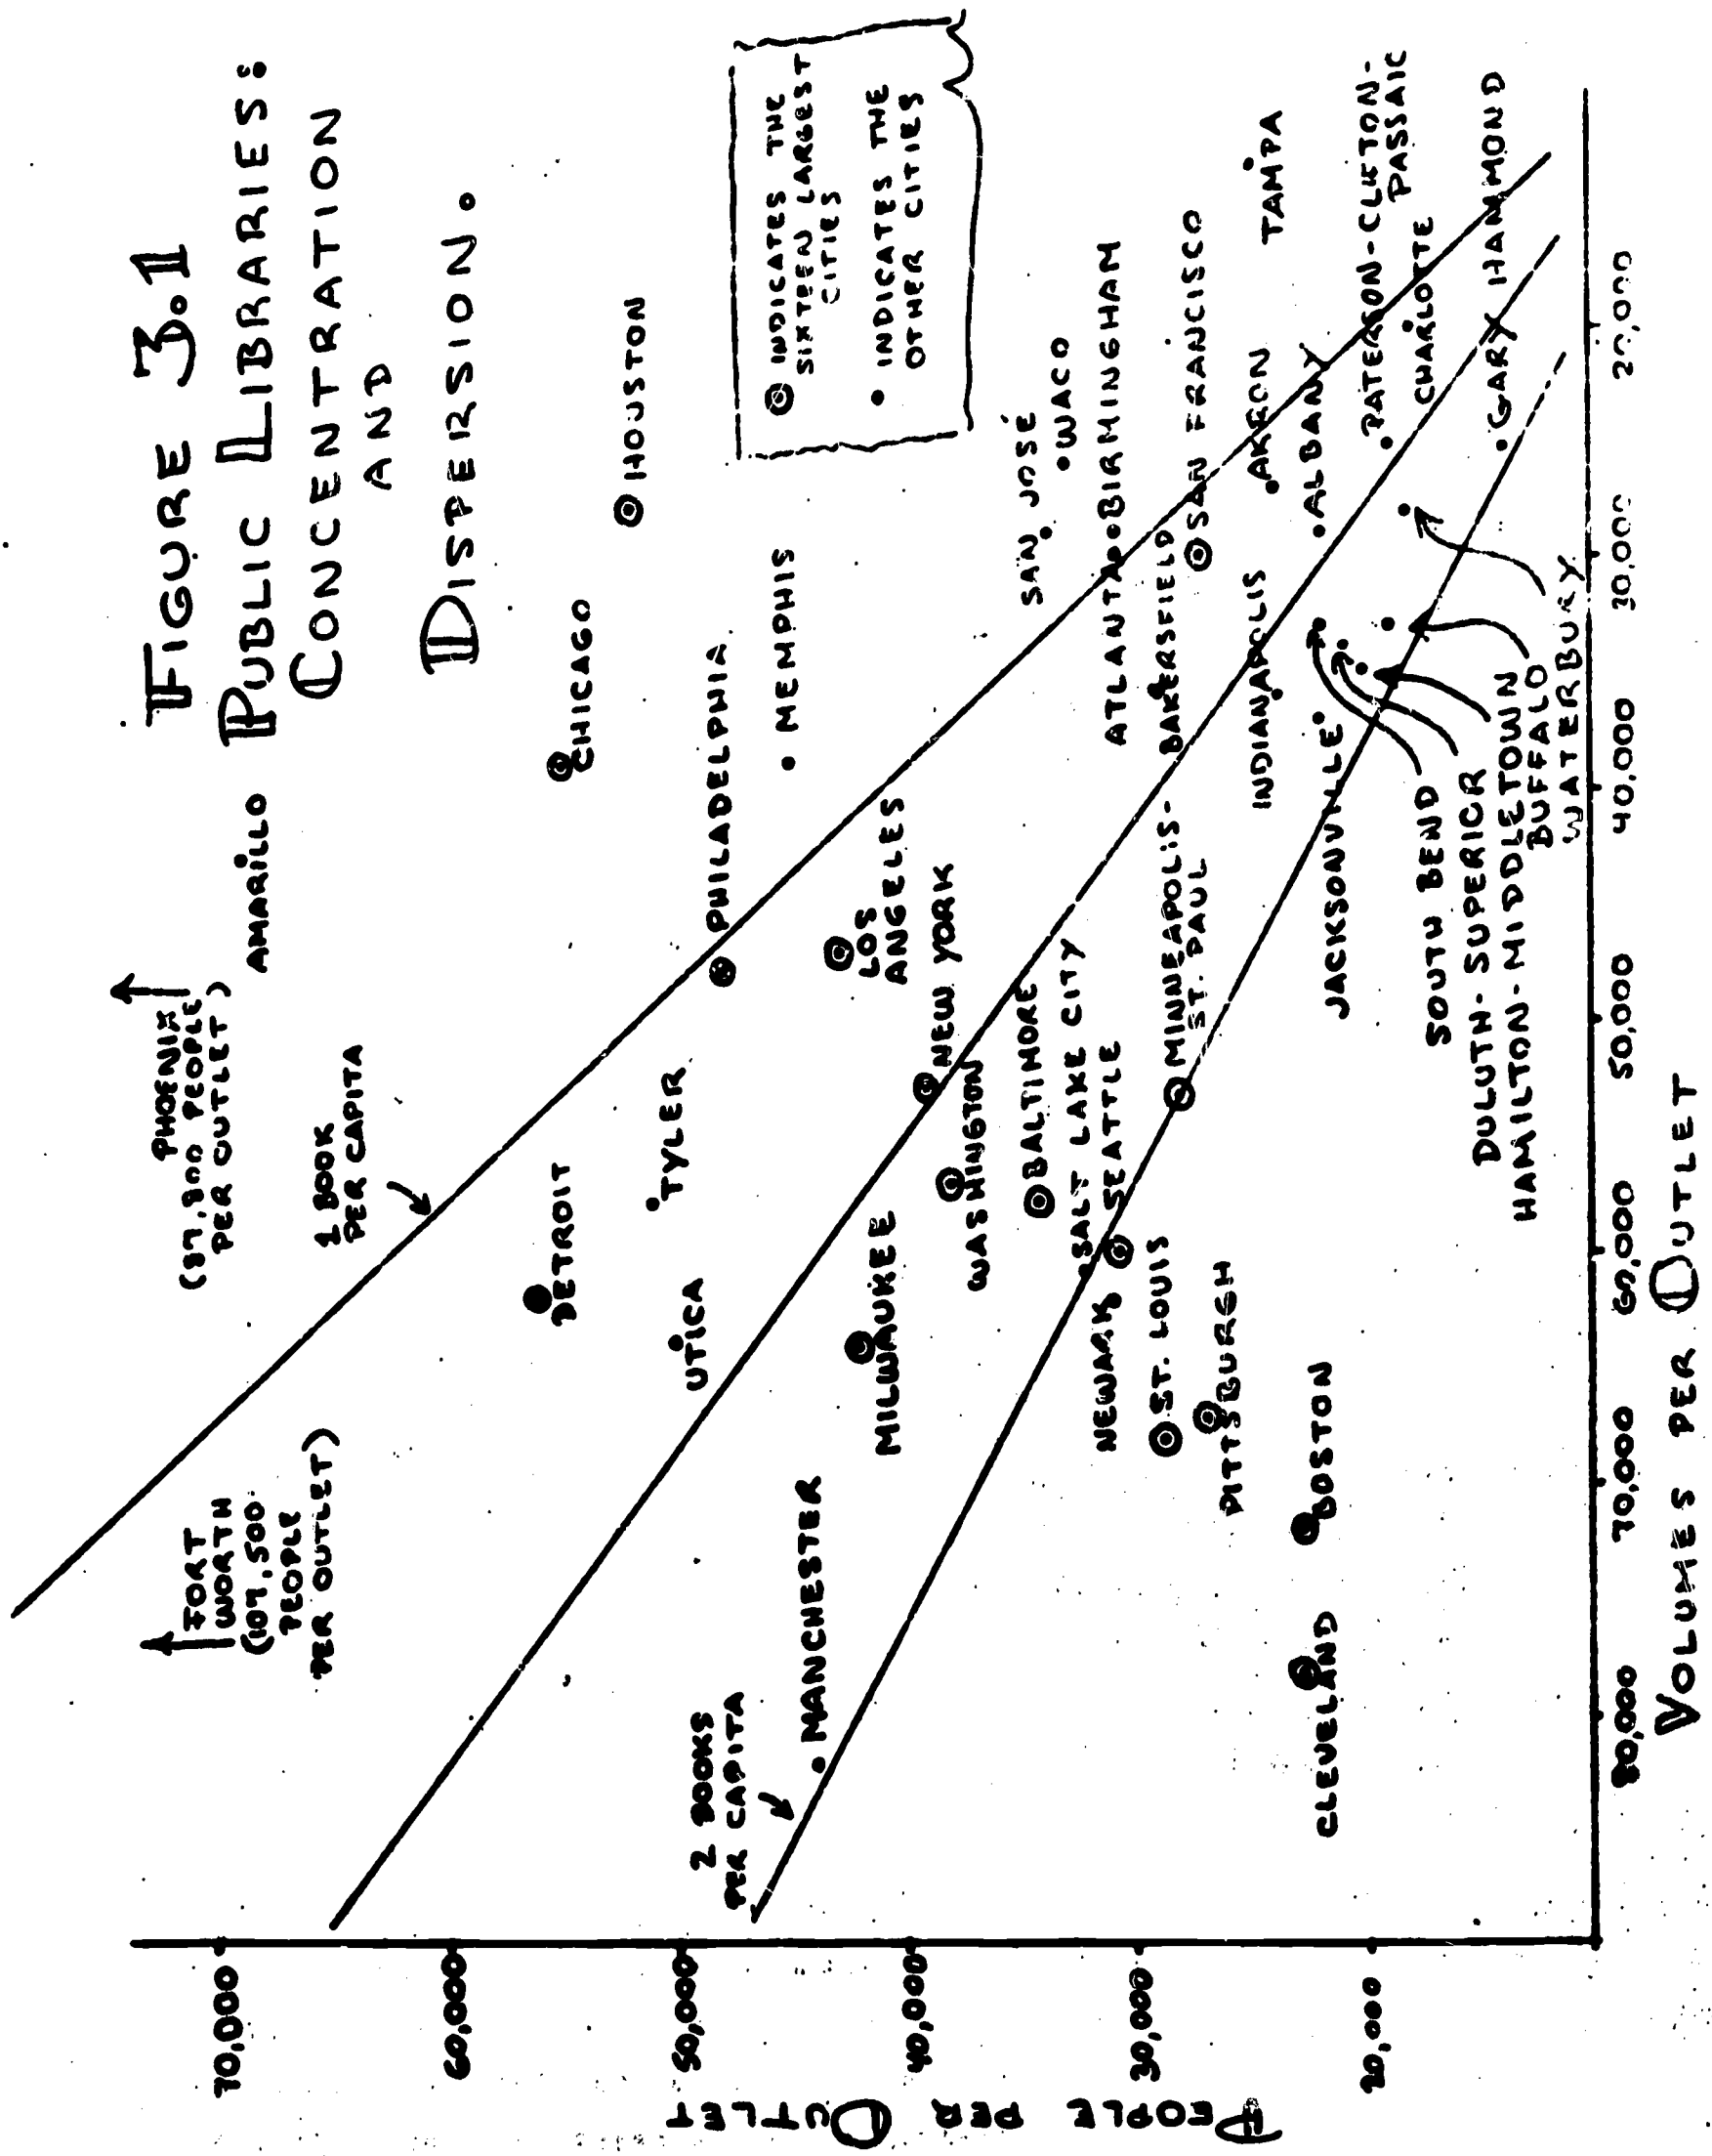 FIGURE 3.1
PUBLIC LIBRARIES:
CONCENTRATION
AND
DISPERSION.
INDICATES THE
SIXTEEN LARGEST
CITIES
INDICATES THE
OTHER CITIES
FORT
WORTH
(107,500
PEOPLE
PER OUTLET)
PHOENIX
PER OUTLET)
AMARILLO
1 BOOK
PER CAPITA
CHICAGO
HOUSTON
DETROIT
TYLER
PHILADELPHIA
MEMPHIS
UTICA
2 BOOKS
PER CAPITA
MANCHESTER
MILWAUKEE
LOS
ANGELES
NEW YORK
WASHINGTON
BALTIMORE
SALT LAKE CITY
SEATTLE
NEWARK
ST. LOUIS
PITTSBURGH
BOSTON
CLEVELAND
MINNEAPOLIS-
ST. PAUL
SAN JOSE
WACO
ATLANTA
BIRMINGHAM
BAKERSFIELD
SAN FRANCISCO
INDIANAPOLIS
AKRON
TAMPA
ALBANY
JACKSONVILLE
PATERSON-CLIFTON-
PASSAIC
CHARLOTTE
GARY HAMMOND
SOUTH BEND
DULUTH-SUPERIOR
HAMILTON-MIDDLETOWN
BUFFALO
WATERBURY
70,000
60,000
50,000
40,000
30,000
20,000
PEOPLE PER OUTLET
80,000
70,000
60,000
50,000
40,000
30,000
20,000
VOLUMES PER OUTLET